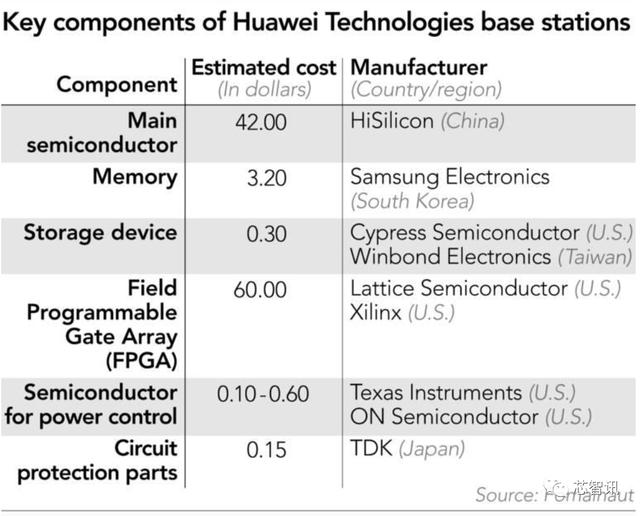 Key components of Huawei Technologies base stations
Component
Estimated cost
(In dollars)
Manufacturer
(Country/region)
Main
semiconductor
42.00
HiSilicon (China)
Memory
3.20
Samsung Electronics
(South Korea)
Storage device
0.30
Cypress Semiconductor (U.S.)
Winbond Electronics (Taiwan)
Field
Programmable
Gate Array
(FPGA)
60.00
Lattice Semiconductor (U.S.)
Xilinx (U.S.)
Semiconductor
for power control
0.10-0.60
Texas Instruments (U.S.)
ON Semiconductor (U.S.)
Circuit
protection parts
0.15
TDK (Japan)
Source: Fomalhaut
芯智讯